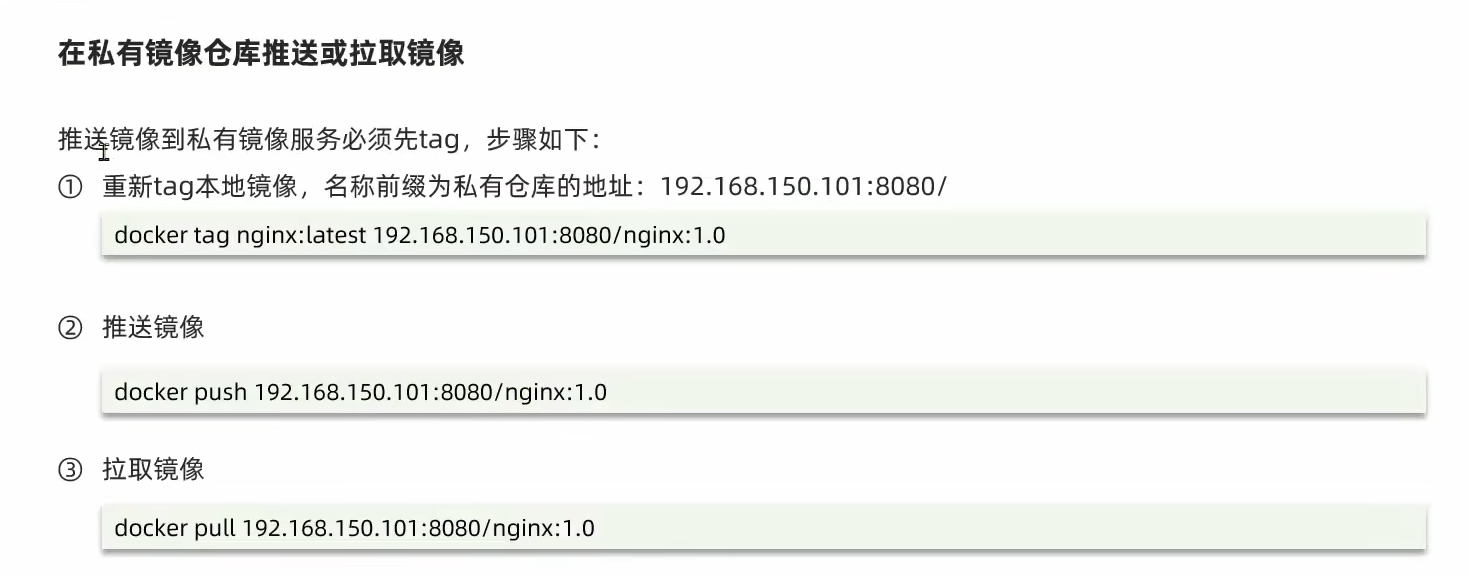 在私有镜像仓库推送或拉取镜像
推送镜像到私有镜像服务必须先tag，步骤如下：
① 重新tag本地镜像，名称前缀为私有仓库的地址：192.168.150.101:8080/
docker tag nginx:latest 192.168.150.101:8080/nginx:1.0
② 推送镜像
docker push 192.168.150.101:8080/nginx:1.0
③ 拉取镜像
docker pull 192.168.150.101:8080/nginx:1.0